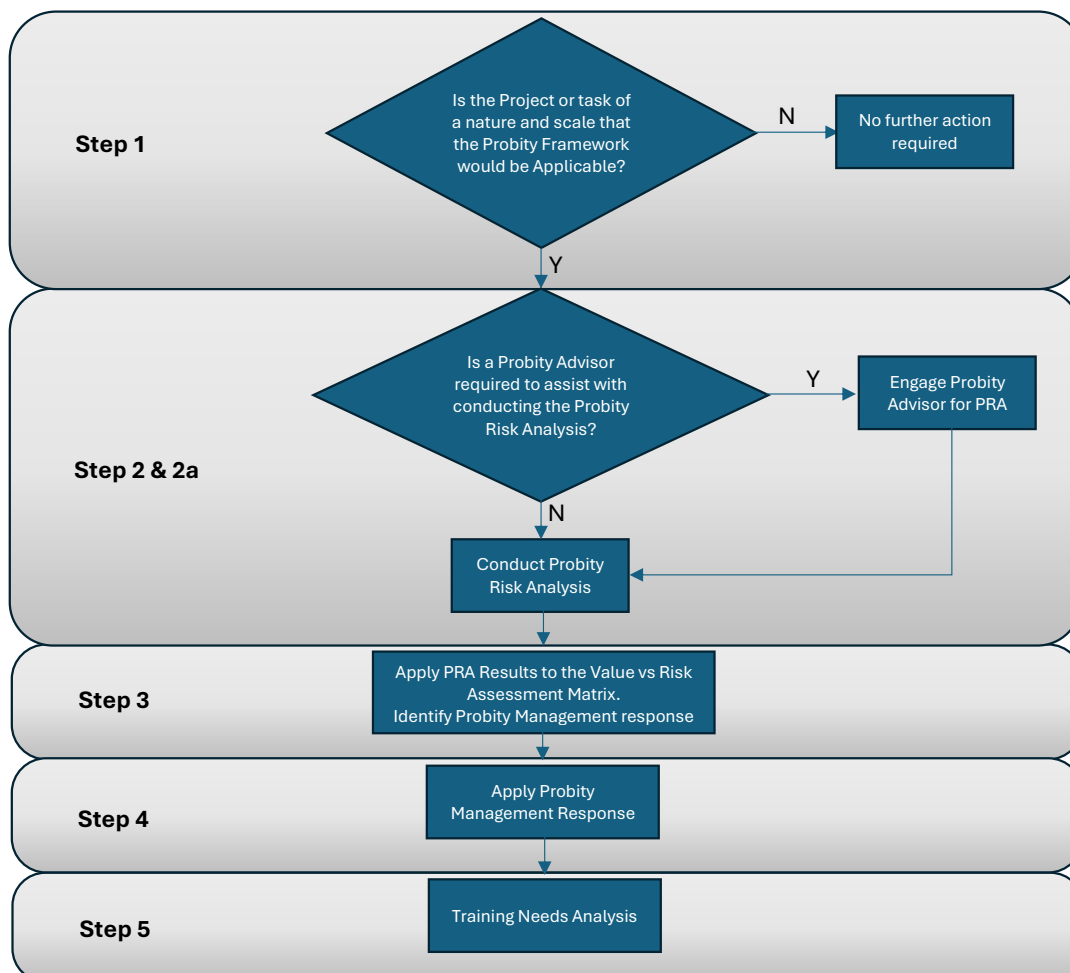 Step 1
Is the Project or task of
a nature and scale that
the Probity Framework
would be Applicable?
N
No further action
required
Y
Step 2 & 2a
Is a Probity Advisor
required to assist with
conducting the Probity
Risk Analysis?
Y
Engage Probity
Advisor for PRA
N
Conduct Probity
Risk Analysis
Step 3
Apply PRA Results to the Value vs Risk
Assessment Matrix.
Identify Probity Management response
Step 4
Apply Probity
Management Response
Step 5
Training Needs Analysis